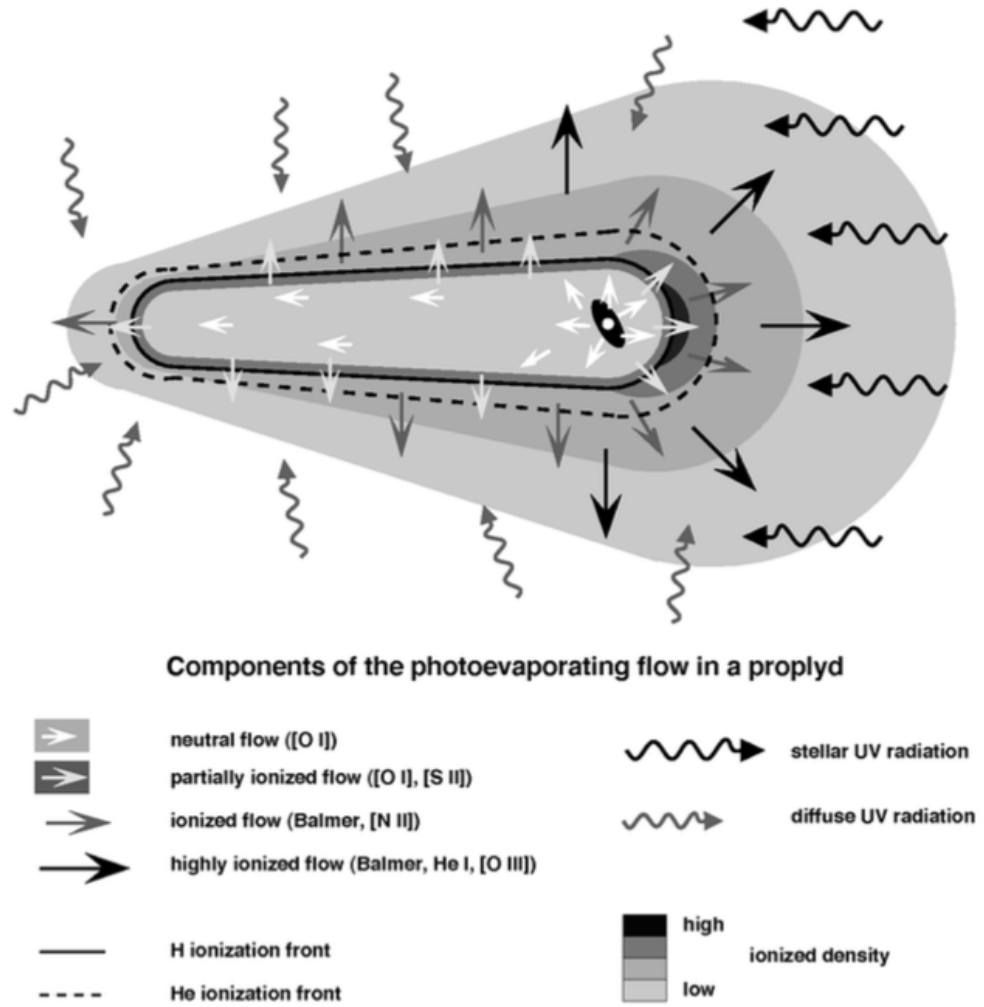 Components of the photoevaporating flow in a proplyd
neutral flow ([O I])
partially ionized flow ([O I], [S II])
ionized flow (Balmer, [N II])
highly ionized flow (Balmer, He I, [O III])
H ionization front
He ionization front
stellar UV radiation
diffuse UV radiation
high
ionized density
low